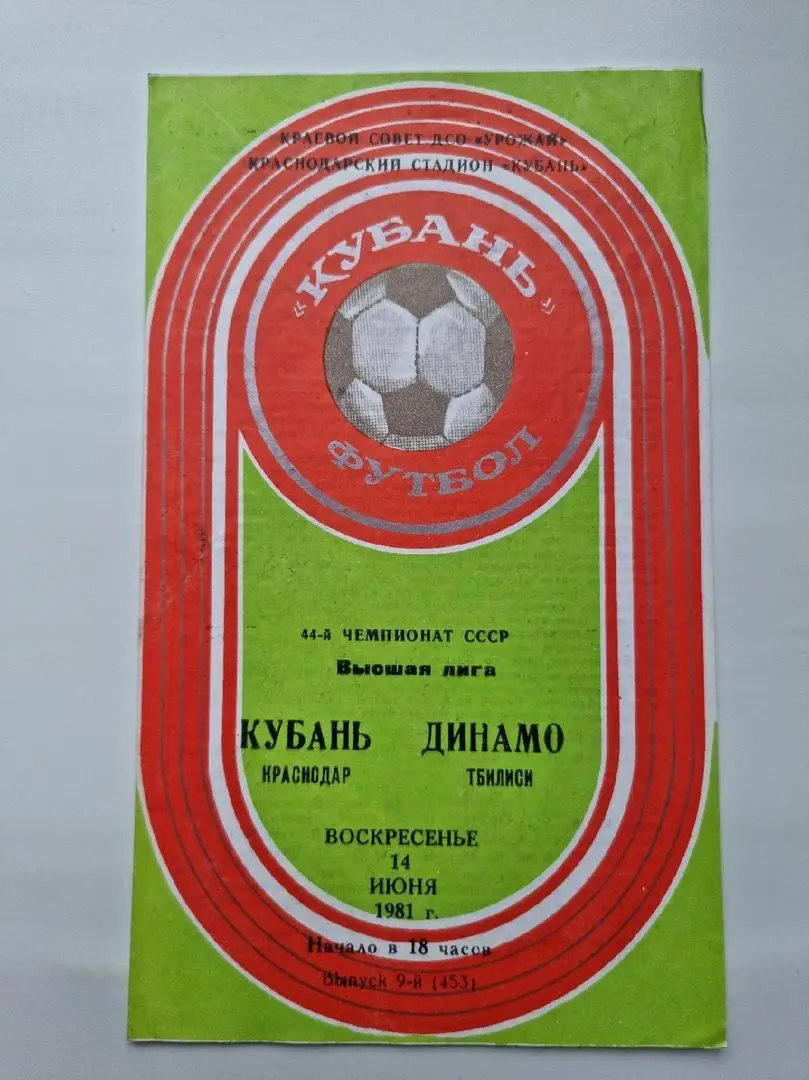 КРАЕВОЙ СОВЕТ ДСО «УРОЖАЙ»
КРАСНОДАРСКИЙ СТАДИОН «КУБАНЬ»
«КУБАНЬ»
ФУТБОЛ
44-й ЧЕМПИОНАТ СССР
Высшая лига
КУБАНЬ ДИНАМО
КРАСНОДАР ТБИЛИСИ
ВОСКРЕСЕНЬЕ
14
ИЮНЯ
1981 г.
Начало в 18 часов
Выпуск 9-й (453)